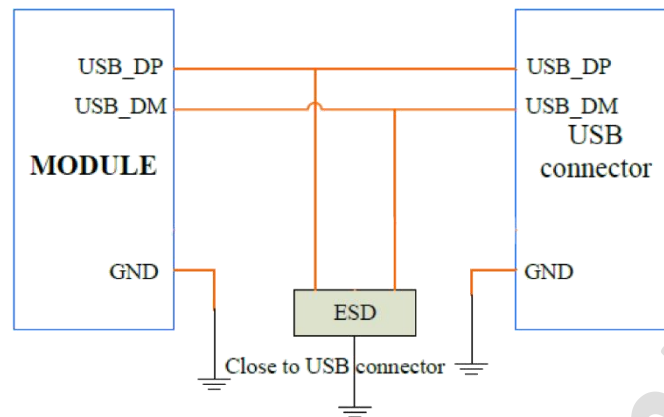 USB_DP
USB_DP
USB_DM
USB_DM
MODULE
USB
connector
GND
GND
ESD
Close to USB connector